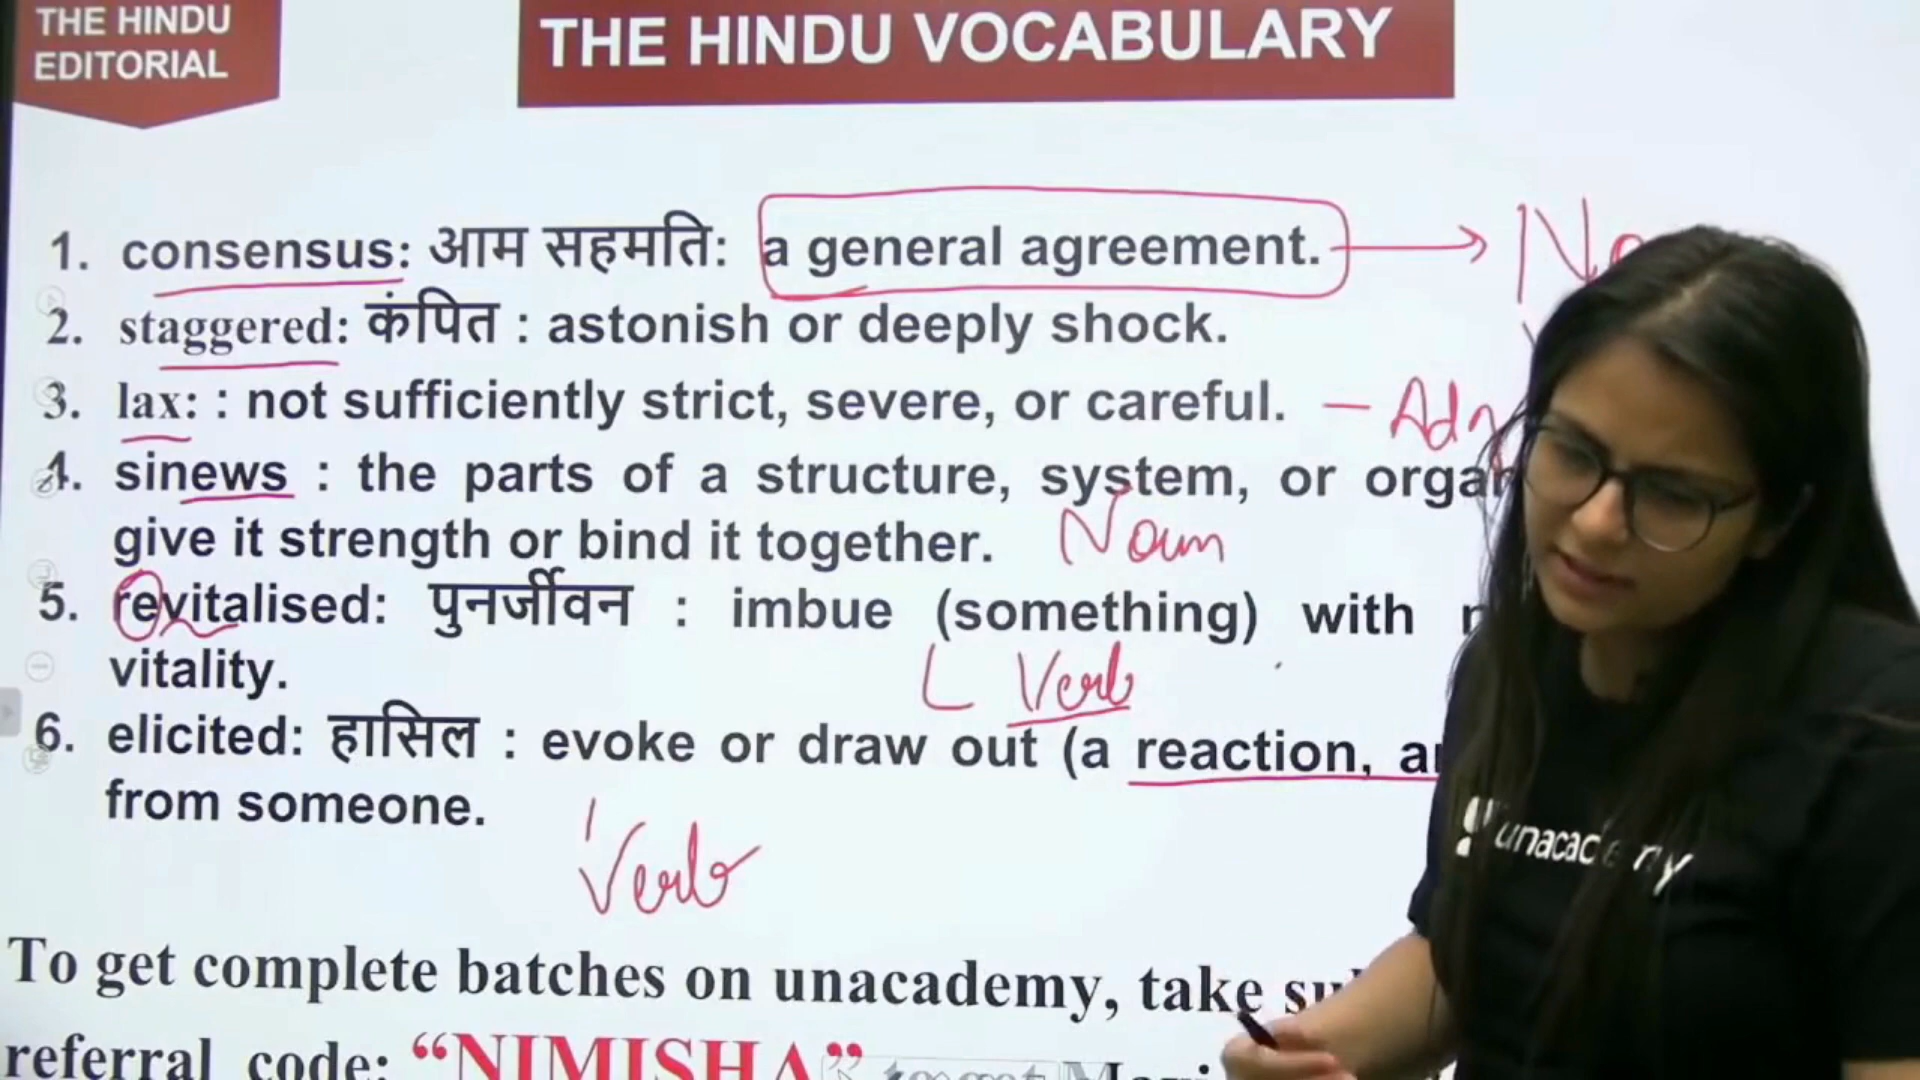 THE HINDU
EDITORIAL
THE HINDU VOCABULARY
1. consensus: आम सहमति: a general agreement.
2. staggered: कंपित : astonish or deeply shock.
3. lax: : not sufficiently strict, severe, or careful. –
4. sinews : the parts of a structure, system, or
give it strength or bind it together. Noun
5. revitalised: पुनर्जीवन : imbue (something) with
vitality. Verb
6. elicited: हासिल : evoke or draw out (a reaction,
from someone.
Verb
unacademy
To get complete batches on unacademy, take
referral code: “NIMISHA”